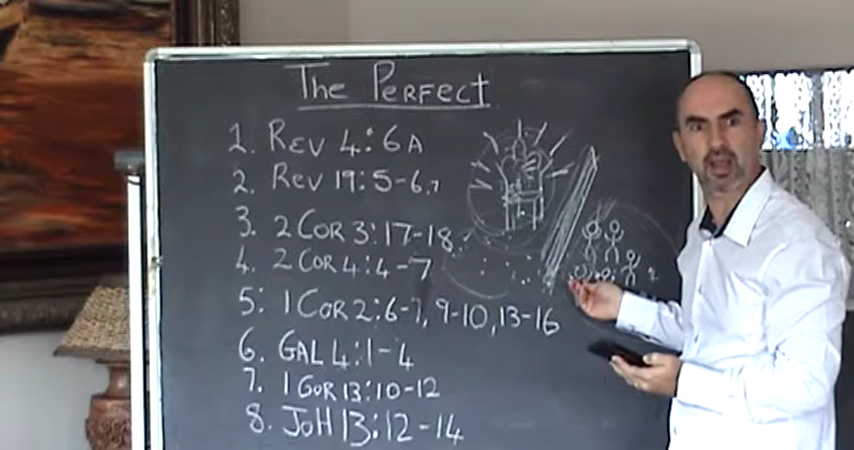 The Perfect
1. Rev 4:6A
2. Rev 19:5-6,7
3. 2 Cor 3:17-18
4. 2 Cor 4:4-7
5. 1 Cor 2:6-7, 9-10, 13-16
6. GAL 4:1-4
7. 1 Cor 13:10-12
8. JOH 13:12-14